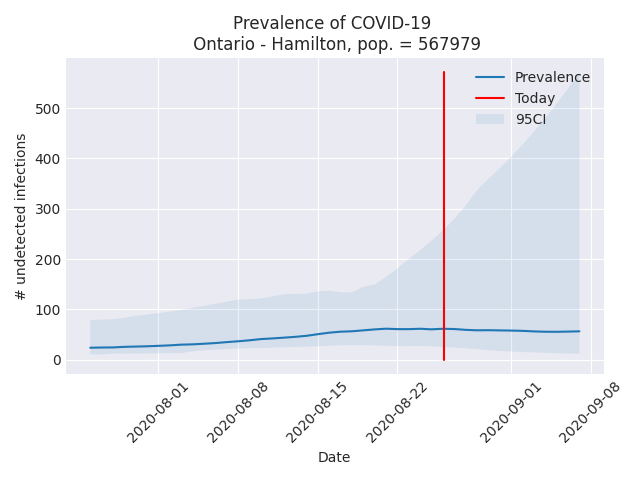 Prevalence of COVID-19
Ontario - Hamilton, pop. = 567979
Prevalence
Today
95CI
500
400
300
200
100
0
# undetected infections
2020-08-01
2020-08-08
2020-08-15
2020-08-22
2020-09-01
2020-09-08
Date